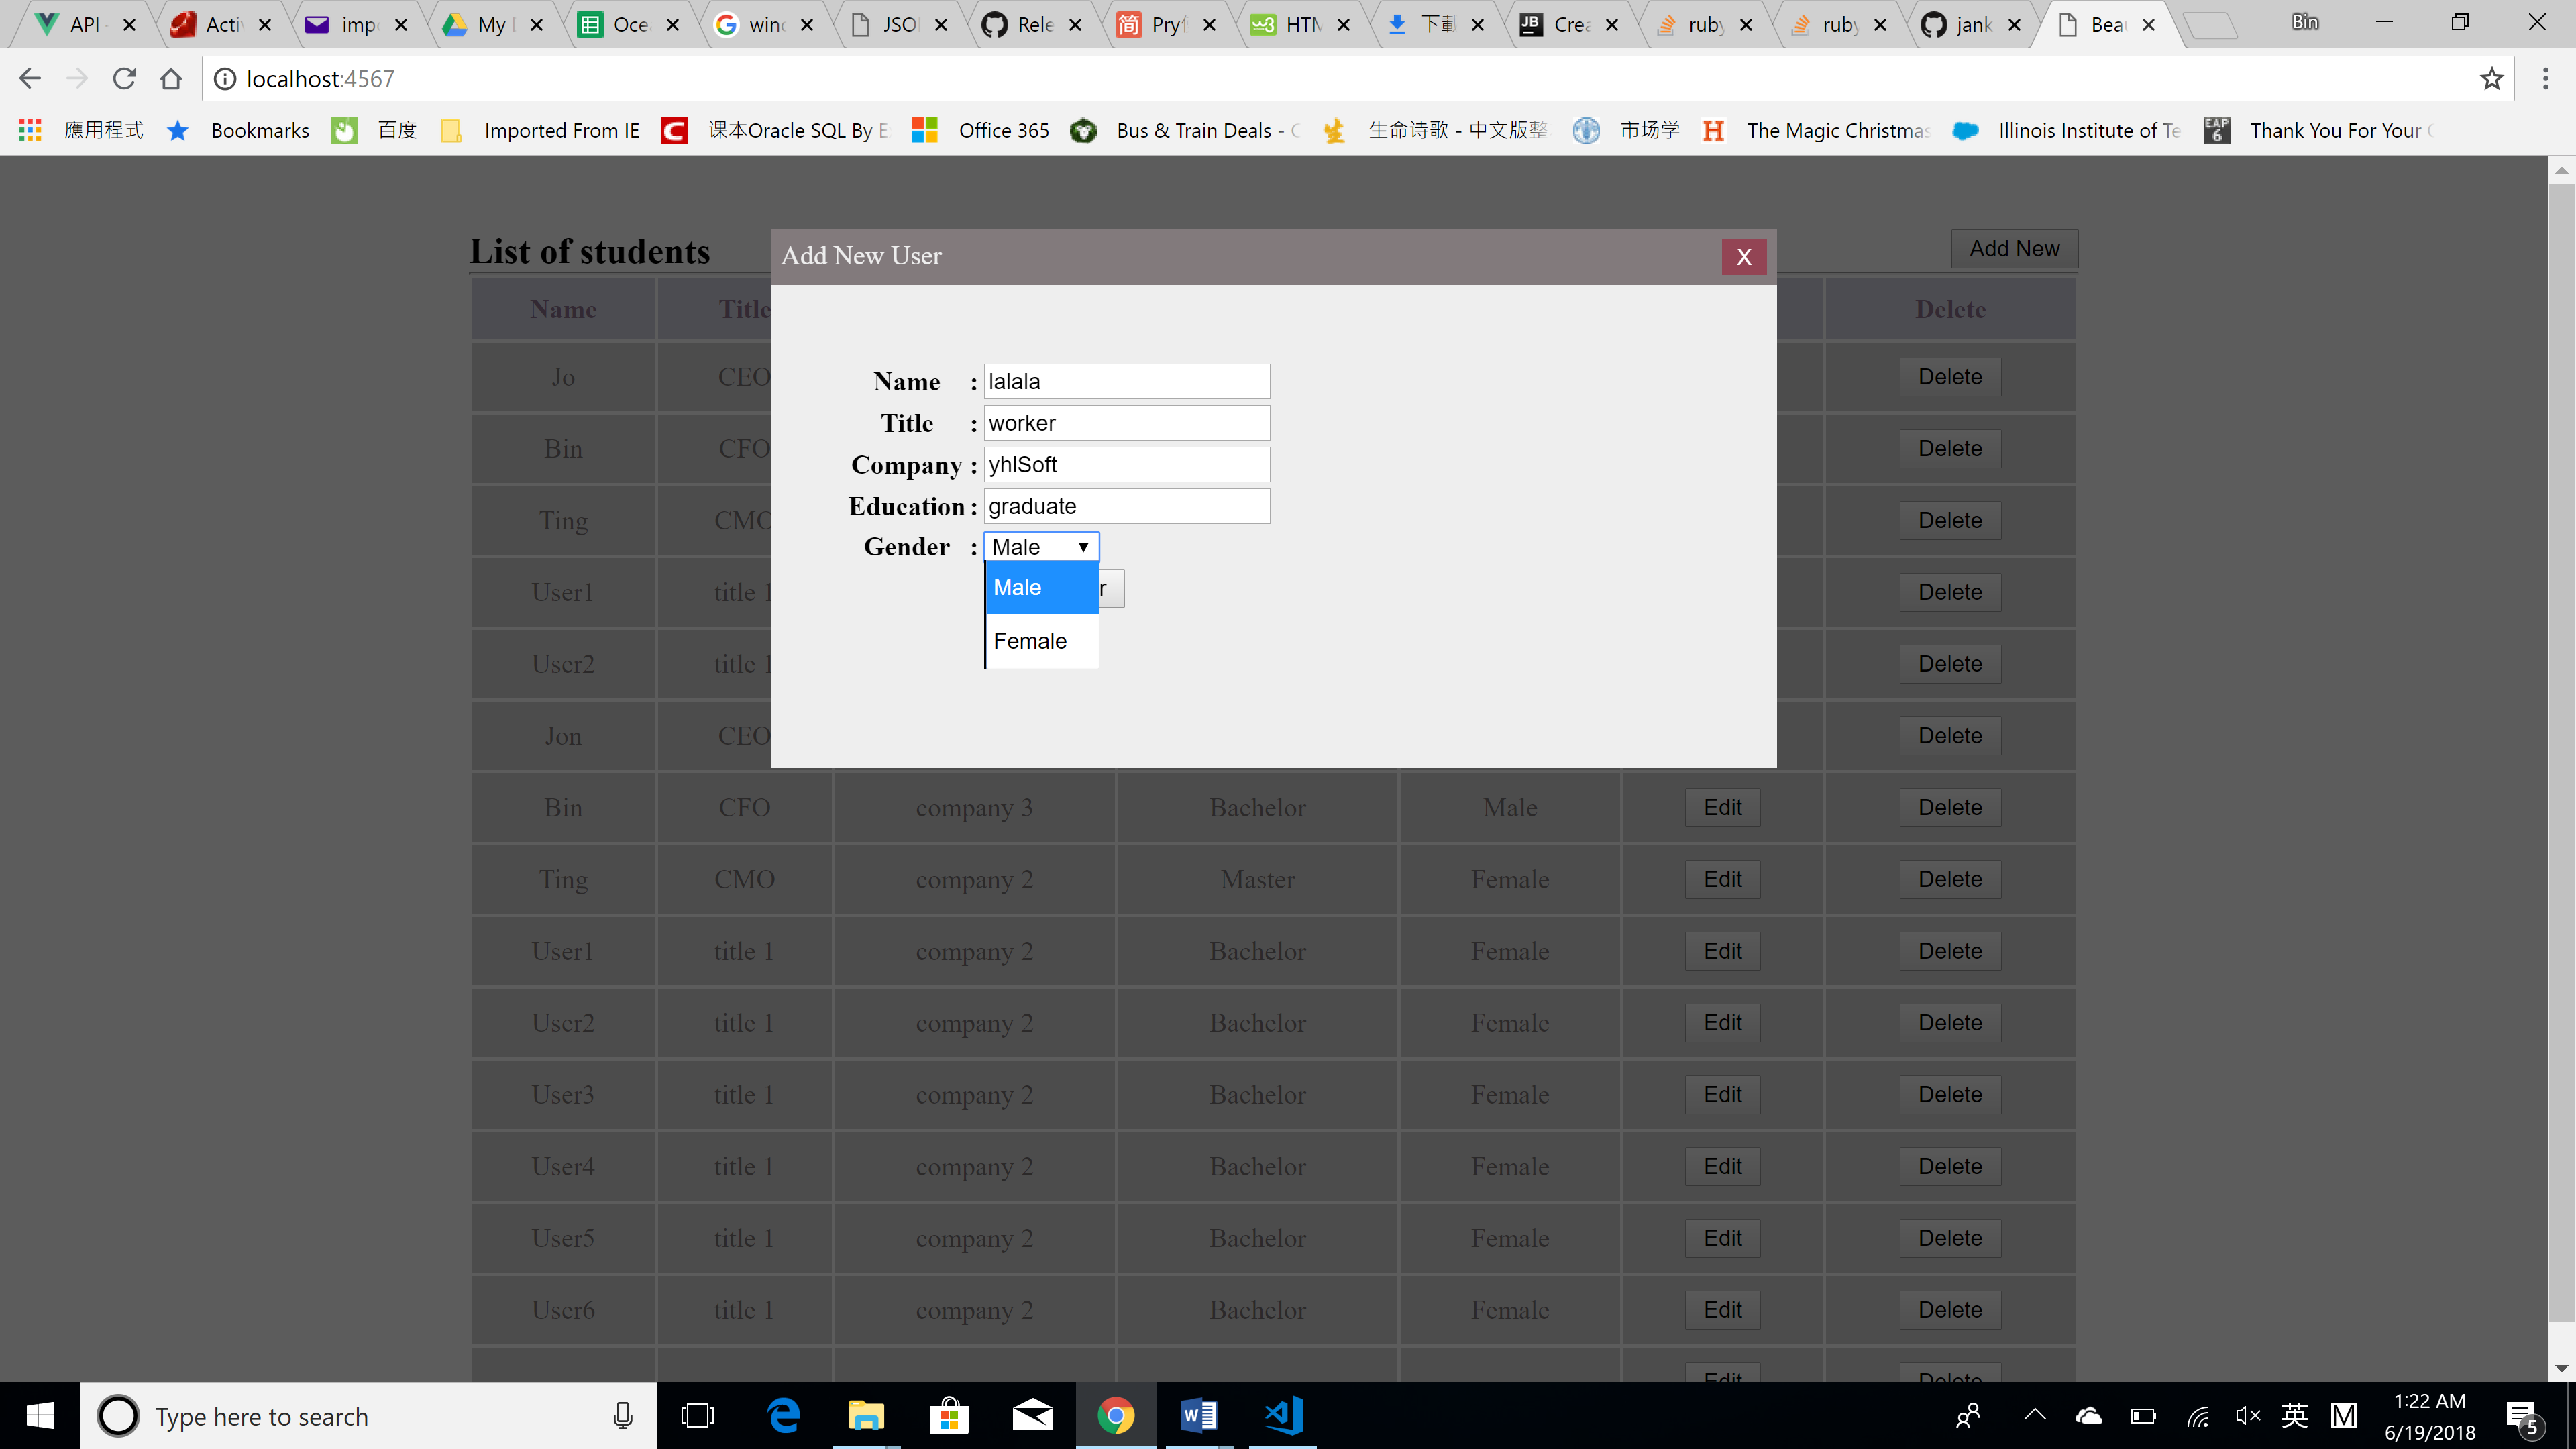 API Acti impo My Oce wind JSO Rele Pry HTM 下載 Crea ruby ruby jank Beau Bin
localhost:4567
應用程式 Bookmarks 百度 Imported From IE 课本Oracle SQL By E Office 365 Bus & Train Deals - 生命诗歌 - 中文版整 市场学 The Magic Christmas Illinois Institute of Te Thank You For Your
List of students
Add New
Add New User
X
Name : lalala
Title : worker
Company : yhlSoft
Education : graduate
Gender : Male
Male
Female
r
Name Title Delete
Jo CEO Delete
Bin CFO Delete
Ting CMO Delete
User1 title 1 Delete
User2 title 1 Delete
Jon CEO Delete
Bin CFO company 3 Bachelor Male Edit Delete
Ting CMO company 2 Master Female Edit Delete
User1 title 1 company 2 Bachelor Female Edit Delete
User2 title 1 company 2 Bachelor Female Edit Delete
User3 title 1 company 2 Bachelor Female Edit Delete
User4 title 1 company 2 Bachelor Female Edit Delete
User5 title 1 company 2 Bachelor Female Edit Delete
User6 title 1 company 2 Bachelor Female Edit Delete
Edit Delete
Type here to search
英 M
1:22 AM
6/19/2018
5